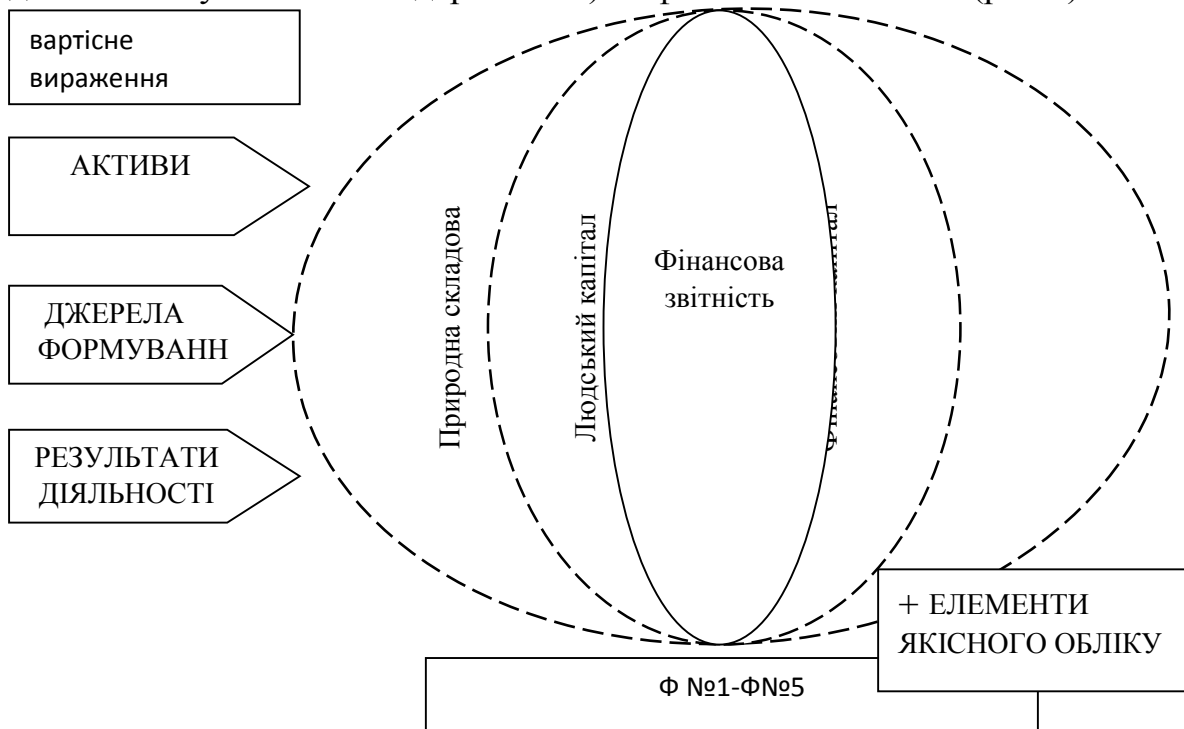 вартісне
вираження
АКТИВИ
ДЖЕРЕЛА
ФОРМУВАНН
РЕЗУЛЬТАТИ
ДІЯЛЬНОСТІ
Природна складова
Людський капітал
Фінансова
звітність
+ ЕЛЕМЕНТИ
ЯКІСНОГО ОБЛІКУ
Ф №1-Ф№5